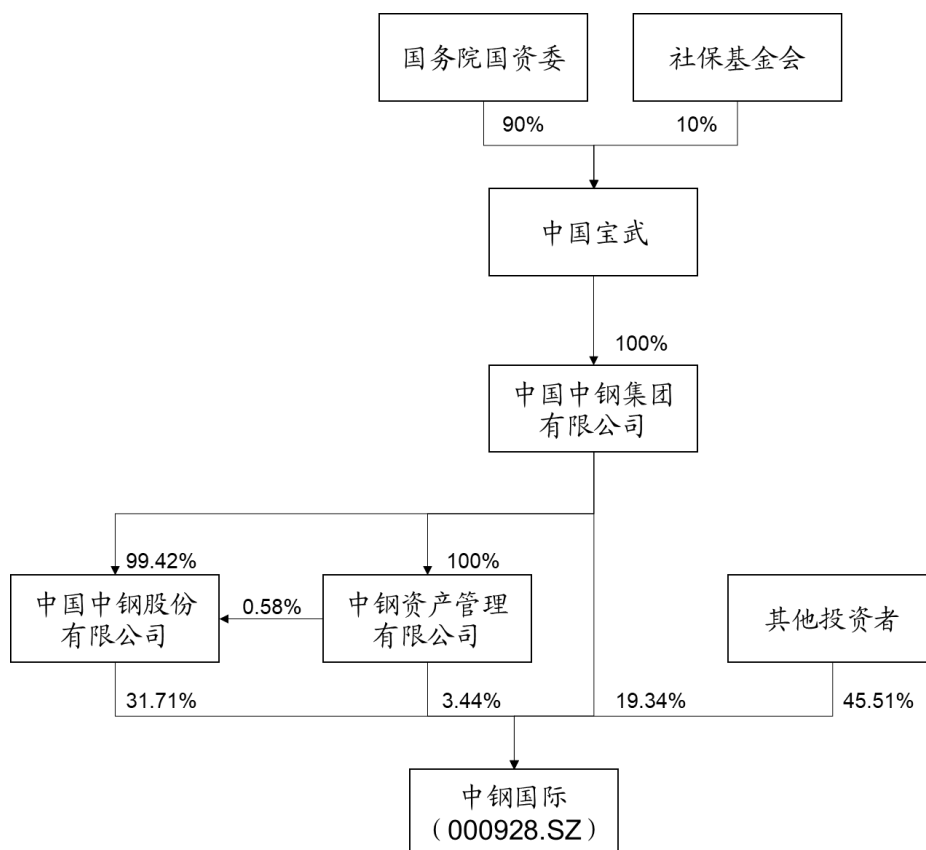 国务院国资委
社保基金会
90%
10%
中国宝武
100%
中国中钢集团
有限公司
99.42%
100%
中国中钢股份
有限公司
0.58%
中钢资产管理
有限公司
其他投资者
31.71%
3.44%
19.34%
45.51%
中钢国际
（000928.SZ）